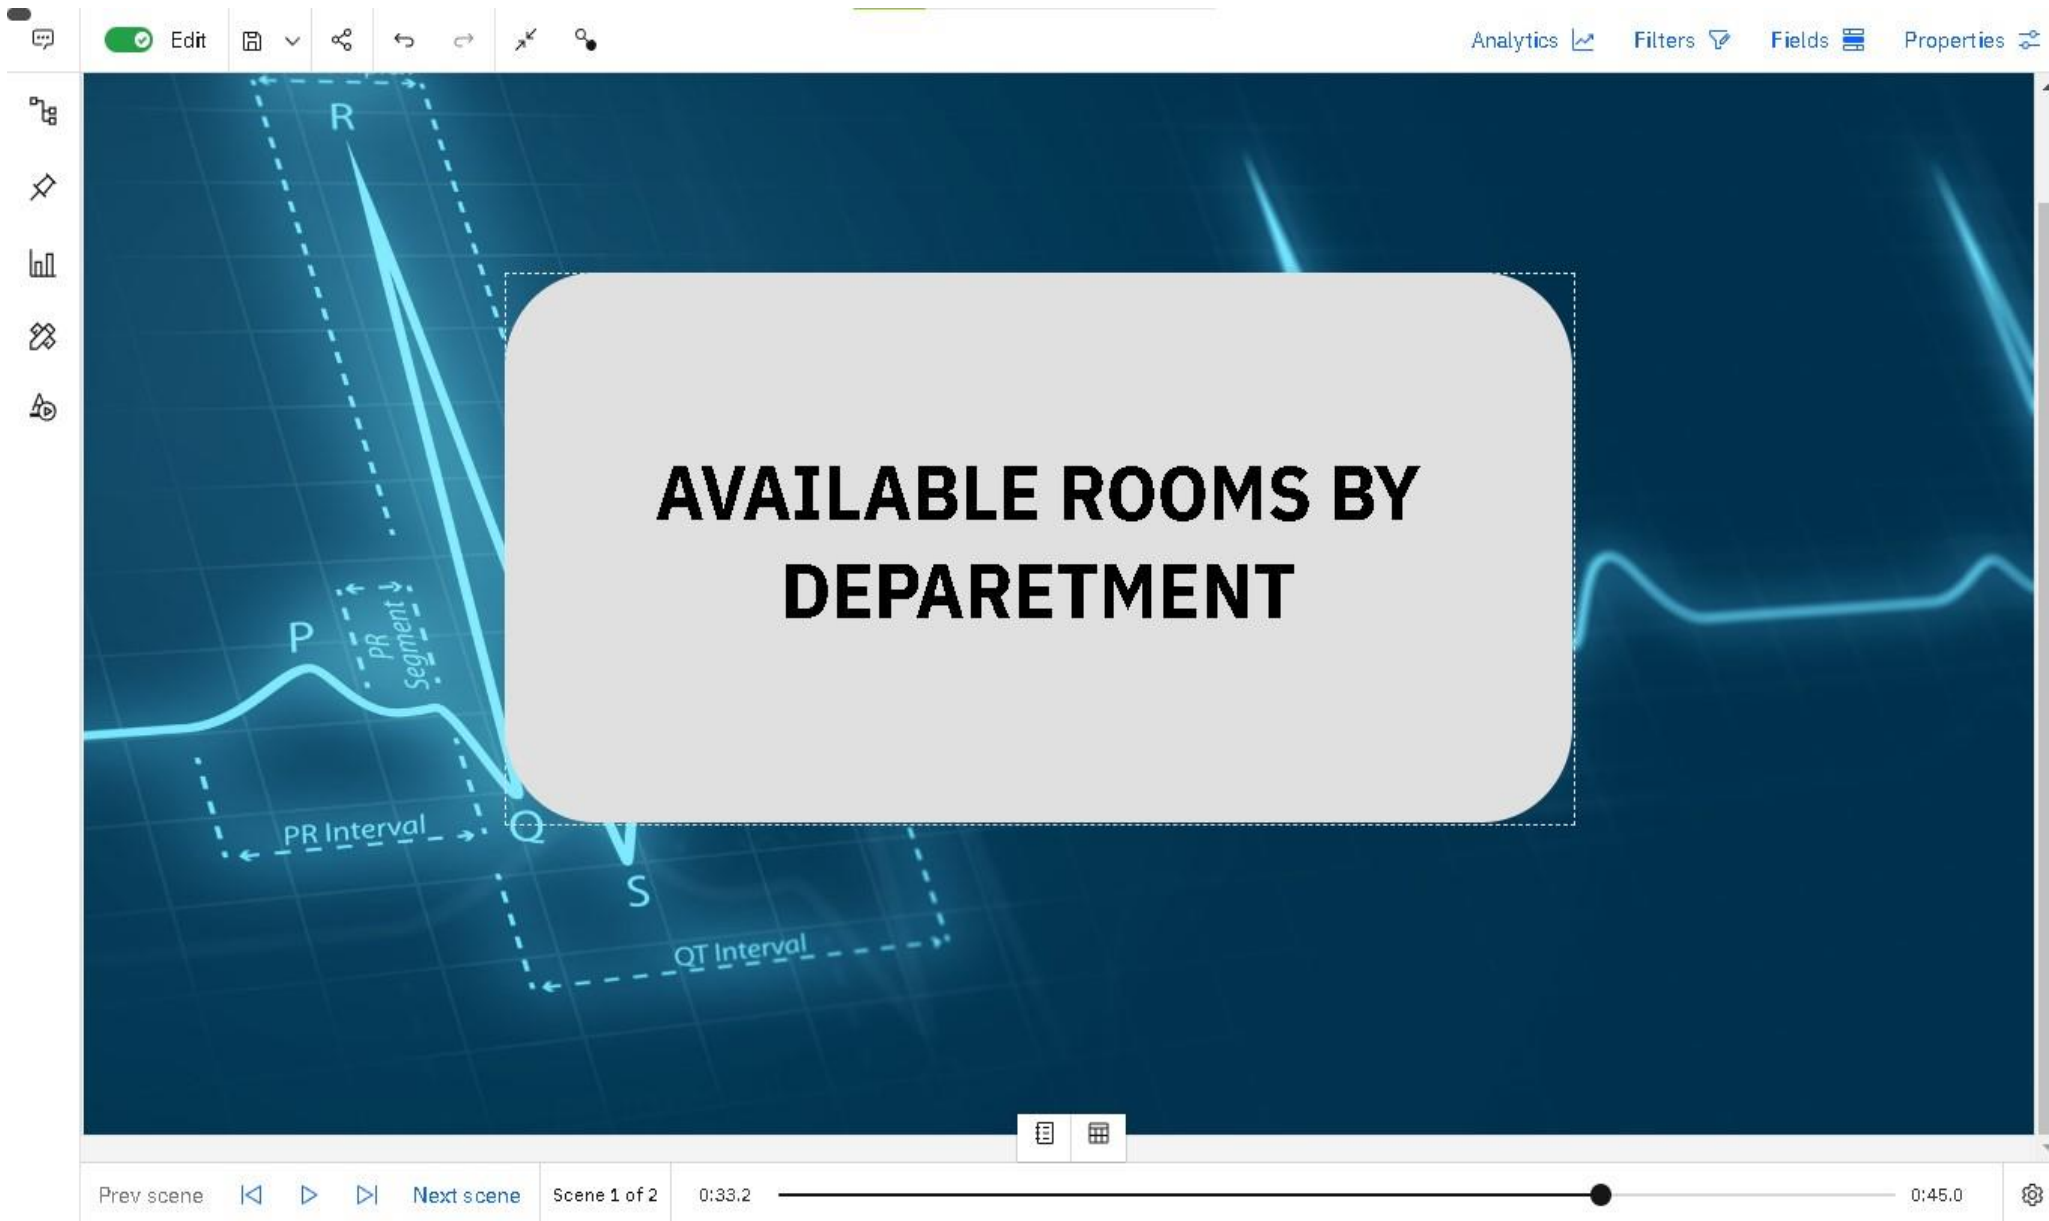 Edit
Analytics
Filters
Fields
Properties
R
AVAILABLE ROOMS BY
DEPARETMENT
P
PR
Segment
PR Interval
Q
S
QT Interval
Prev scene
Next scene
Scene 1 of 2
0:33.2
0:45.0